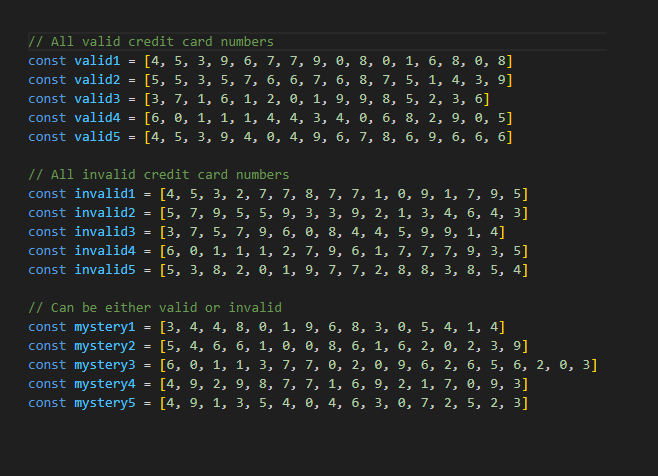 // All valid credit card numbers
const valid1 = [4, 5, 3, 9, 6, 7, 7, 9, 0, 8, 0, 1, 6, 8, 0, 8]
const valid2 = [5, 5, 3, 5, 7, 6, 6, 7, 6, 8, 7, 5, 1, 4, 3, 9]
const valid3 = [3, 7, 1, 6, 1, 2, 0, 1, 9, 9, 8, 5, 2, 3, 6]
const valid4 = [6, 0, 1, 1, 1, 4, 4, 3, 4, 0, 6, 8, 2, 9, 0, 5]
const valid5 = [4, 5, 3, 9, 4, 0, 4, 9, 6, 7, 8, 6, 9, 6, 6, 6]
// All invalid credit card numbers
const invalid1 = [4, 5, 3, 2, 7, 7, 8, 7, 7, 1, 0, 9, 1, 7, 9, 5]
const invalid2 = [5, 7, 9, 5, 5, 9, 3, 3, 9, 2, 1, 3, 4, 6, 4, 3]
const invalid3 = [3, 7, 5, 7, 9, 6, 0, 8, 4, 4, 5, 9, 9, 1, 4]
const invalid4 = [6, 0, 1, 1, 1, 2, 7, 9, 6, 1, 7, 7, 7, 9, 3, 5]
const invalid5 = [5, 3, 8, 2, 0, 1, 9, 7, 7, 2, 8, 8, 3, 8, 5, 4]
// Can be either valid or invalid
const mystery1 = [3, 4, 4, 8, 0, 1, 9, 6, 8, 3, 0, 5, 4, 1, 4]
const mystery2 = [5, 4, 6, 6, 1, 0, 0, 8, 6, 1, 6, 2, 0, 2, 3, 9]
const mystery3 = [6, 0, 1, 1, 3, 7, 7, 0, 2, 0, 9, 6, 2, 6, 5, 6, 2, 0, 3]
const mystery4 = [4, 9, 2, 9, 8, 7, 7, 1, 6, 9, 2, 1, 7, 0, 9, 3]
const mystery5 = [4, 9, 1, 3, 5, 4, 0, 4, 6, 3, 0, 7, 2, 5, 2, 3]